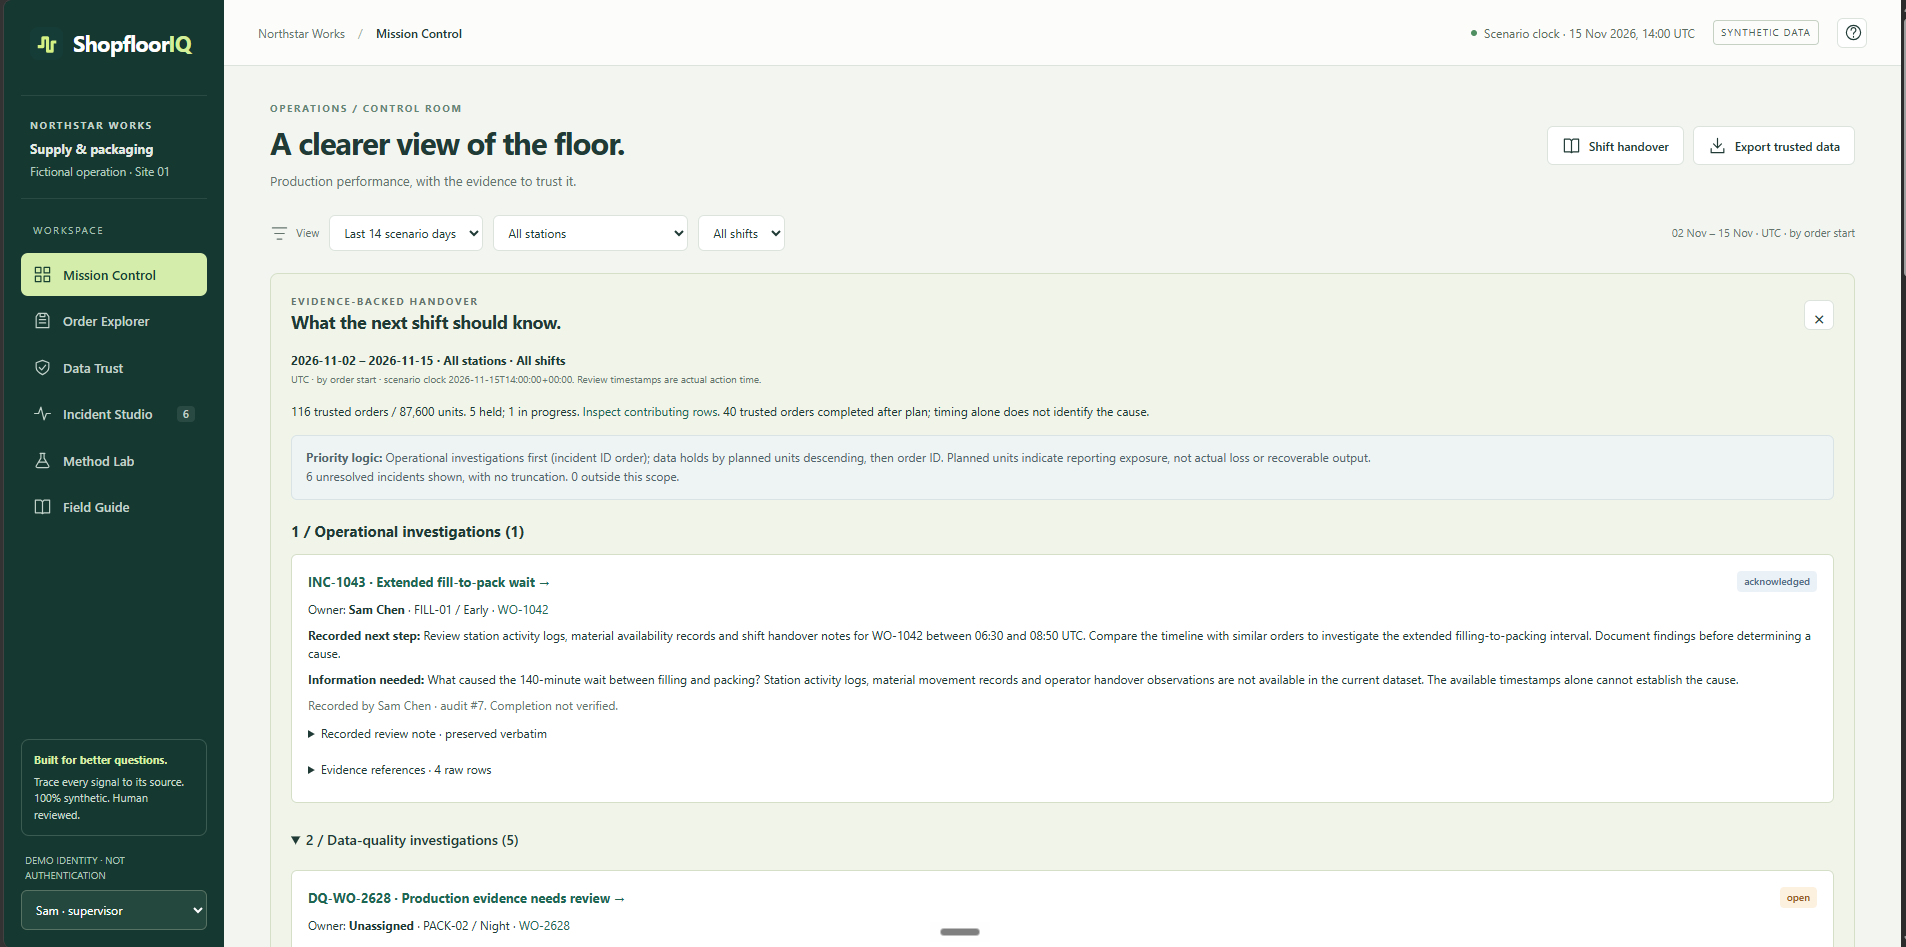 ShopfloorIQ
NORTHSTAR WORKS
Supply & packaging
Fictional operation · Site 01
WORKSPACE
Mission Control
Order Explorer
Data Trust
Incident Studio 6
Method Lab
Field Guide
Built for better questions.
Trace every signal to its source.
100% synthetic. Human
reviewed.
DEMO IDENTITY · NOT
AUTHENTICATION
Sam · supervisor
Northstar Works / Mission Control
Scenario clock · 15 Nov 2026, 14:00 UTC
SYNTHETIC DATA
OPERATIONS / CONTROL ROOM
A clearer view of the floor.
Production performance, with the evidence to trust it.
Shift handover
Export trusted data
View
Last 14 scenario days
All stations
All shifts
02 Nov – 15 Nov · UTC · by order start
EVIDENCE-BACKED HANDOVER
What the next shift should know.
2026-11-02 – 2026-11-15 · All stations · All shifts
UTC · by order start · scenario clock 2026-11-15T14:00:00+00:00. Review timestamps are actual action time.
116 trusted orders / 87,600 units. 5 held; 1 in progress. Inspect contributing rows. 40 trusted orders completed after plan; timing alone does not identify the cause.
Priority logic: Operational investigations first (incident ID order); data holds by planned units descending, then order ID. Planned units indicate reporting exposure, not actual loss or recoverable output.
6 unresolved incidents shown, with no truncation. 0 outside this scope.
1 / Operational investigations (1)
INC-1043 · Extended fill-to-pack wait →
acknowledged
Owner: Sam Chen · FILL-01 / Early · WO-1042
Recorded next step: Review station activity logs, material availability records and shift handover notes for WO-1042 between 06:30 and 08:50 UTC. Compare the timeline with similar orders to investigate the extended filling-to-packing interval. Document findings before determining a
cause.
Information needed: What caused the 140-minute wait between filling and packing? Station activity logs, material movement records and operator handover observations are not available in the current dataset. The available timestamps alone cannot establish the cause.
Recorded by Sam Chen · audit #7. Completion not verified.
▶ Recorded review note · preserved verbatim
▶ Evidence references · 4 raw rows
▼ 2 / Data-quality investigations (5)
DQ-WO-2628 · Production evidence needs review →
open
Owner: Unassigned · PACK-02 / Night · WO-2628